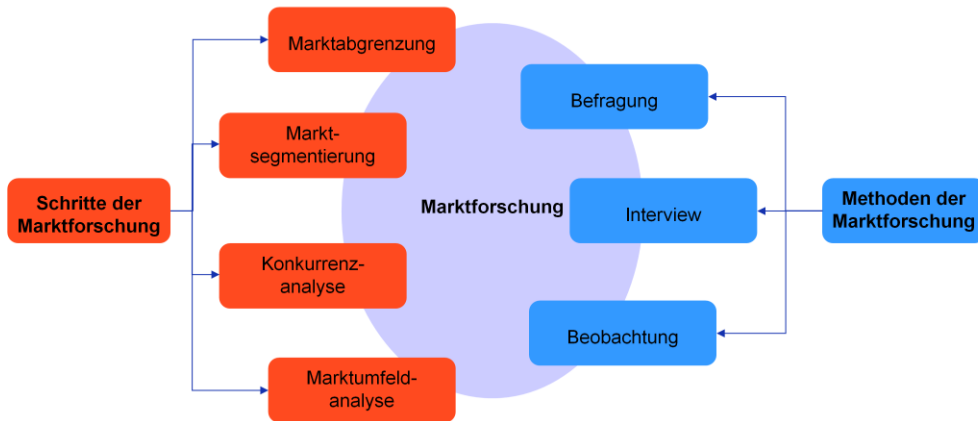 Marktabgrenzung
Markt-
segmentierung
Schritte der
Marktforschung
Konkurrenz-
analyse
Marktumfeld-
analyse
Marktforschung
Befragung
Interview
Beobachtung
Methoden der
Marktforschung